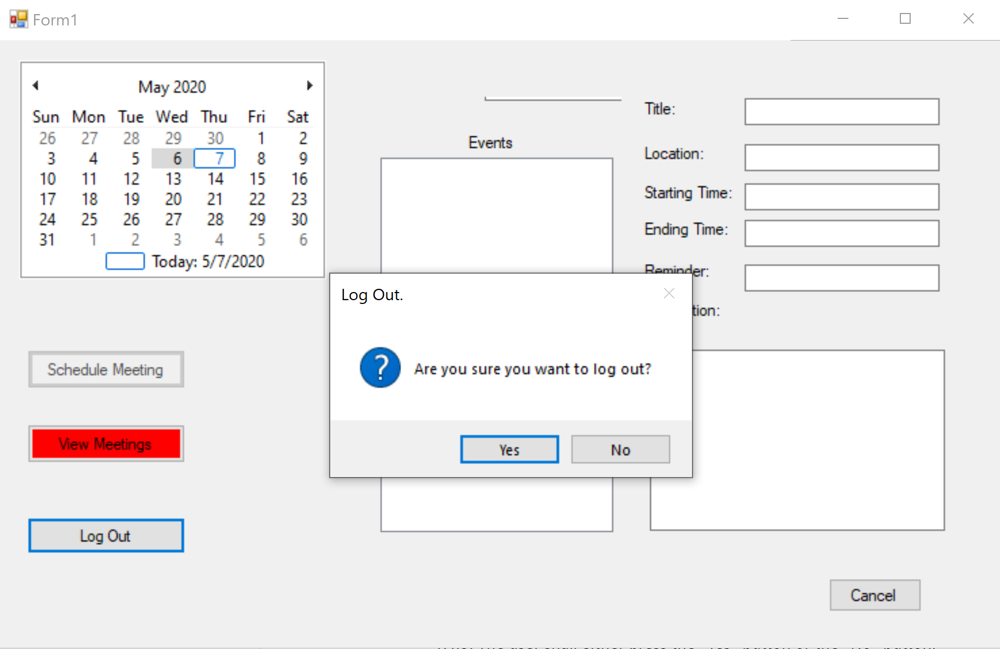 Form1
May 2020
Sun Mon Tue Wed Thu Fri Sat
26 27 28 29 30 1 2
3 4 5 6 7 8 9
10 11 12 13 14 15 16
17 18 19 20 21 22 23
24 25 26 27 28 29 30
31 1 2 3 4 5 6
Today: 5/7/2020
Schedule Meeting
View Meetings
Log Out
Events
Title:
Location:
Starting Time:
Ending Time:
Reminder:
tion:
Log Out.
?
Are you sure you want to log out?
Yes No
Cancel